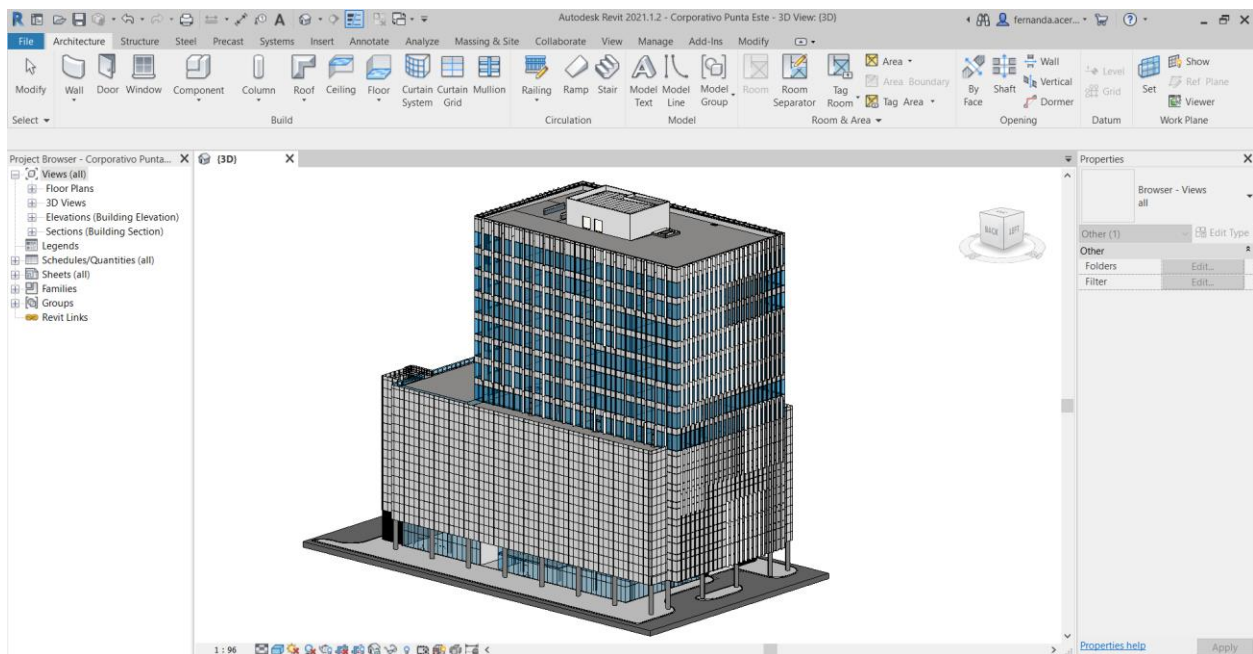 Autodesk Revit 2021.1.2 - Corporativo Punta Este - 3D View: {3D}
fernanda.acer...
File Architecture Structure Steel Precast Systems Insert Annotate Analyze Massing & Site Collaborate View Manage Add-Ins Modify
Modify Wall Door Window Component Column Roof Ceiling Floor Curtain System Curtain Grid Mullion Railing Ramp Stair Model Text Model Line Model Group Room Room Separator Tag Room
Area
Area Boundary
Tag Area
By Face Shaft
Wall
Vertical
Dormer
Level
Grid
Set
Show
Ref Plane
Viewer
Select Build Circulation Model Room & Area Opening Datum Work Plane
Project Browser - Corporativo Punta...
Views (all)
Floor Plans
3D Views
Elevations (Building Elevation)
Sections (Building Section)
Legends
Schedules/Quantities (all)
Sheets (all)
Families
Groups
Revit Links
{3D}
BACK LEFT
1 : 96
Properties
Browser - Views
all
Other (1) Edit Type
Other
Folders Edit...
Filter Edit...
Properties help Apply